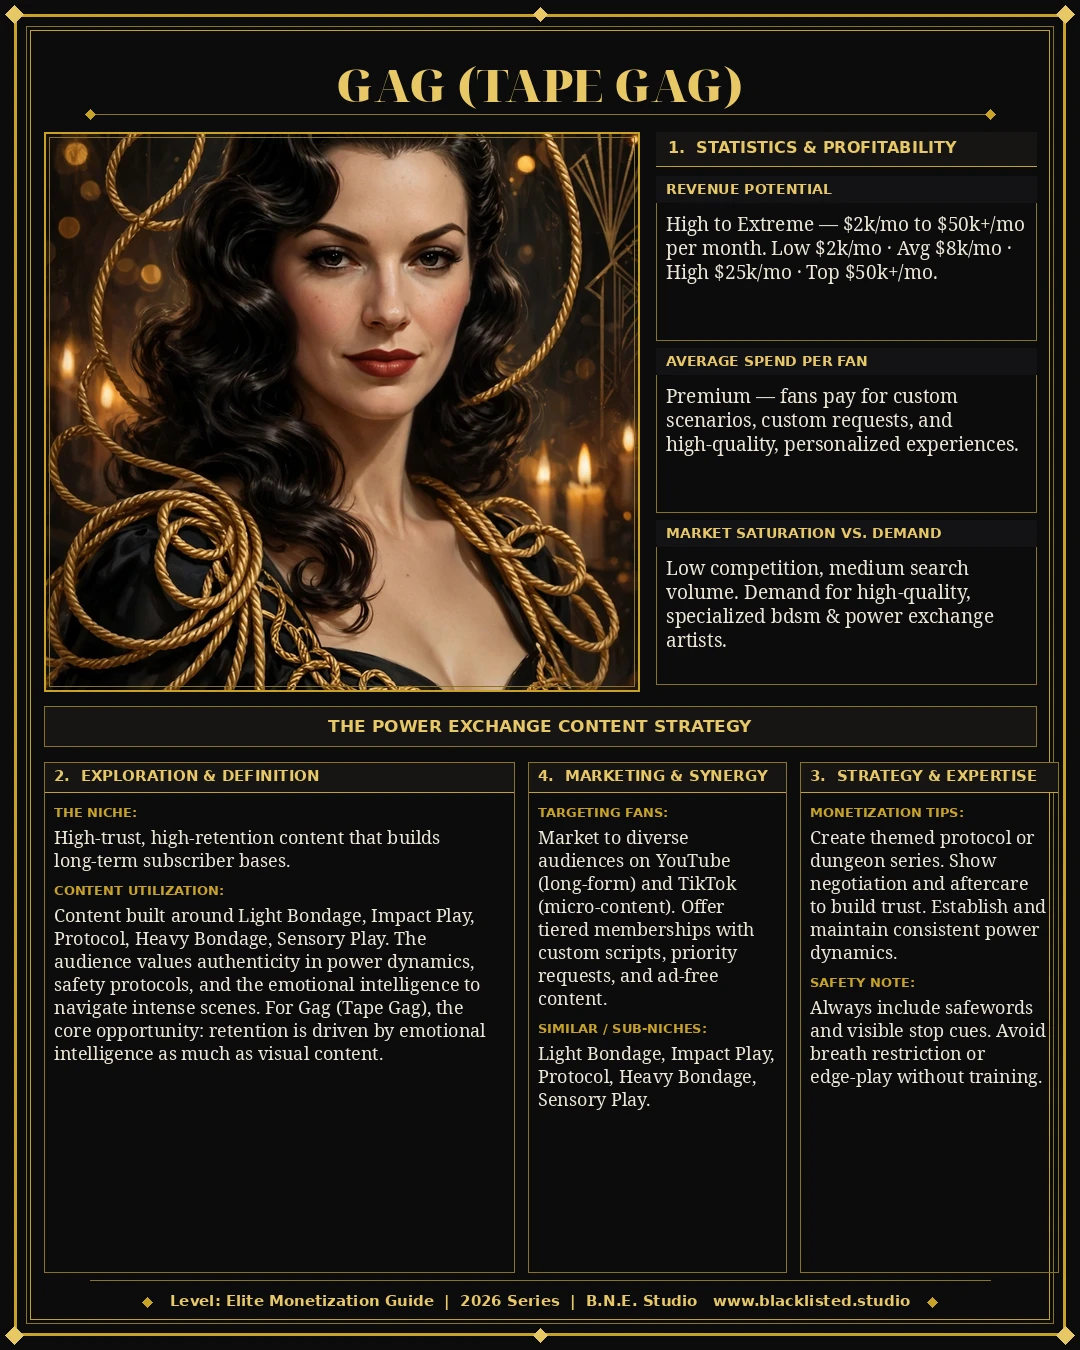 GAG (TAPE GAG)
1. STATISTICS & PROFITABILITY
REVENUE POTENTIAL
High to Extreme — $2k/mo to $50k+/mo
per month. Low $2k/mo · Avg $8k/mo ·
High $25k/mo · Top $50k+/mo.
AVERAGE SPEND PER FAN
Premium — fans pay for custom
scenarios, custom requests, and
high-quality, personalized experiences.
MARKET SATURATION VS. DEMAND
Low competition, medium search
volume. Demand for high-quality,
specialized bdsm & power exchange
artists.
THE POWER EXCHANGE CONTENT STRATEGY
2. EXPLORATION & DEFINITION
THE NICHE:
High-trust, high-retention content that builds
long-term subscriber bases.
CONTENT UTILIZATION:
Content built around Light Bondage, Impact Play,
Protocol, Heavy Bondage, Sensory Play. The
audience values authenticity in power dynamics,
safety protocols, and the emotional intelligence to
navigate intense scenes. For Gag (Tape Gag), the
core opportunity: retention is driven by emotional
intelligence as much as visual content.
4. MARKETING & SYNERGY
TARGETING FANS:
Market to diverse
audiences on YouTube
(long-form) and TikTok
(micro-content). Offer
tiered memberships with
custom scripts, priority
requests, and ad-free
content.
SIMILAR / SUB-NICHES:
Light Bondage, Impact Play,
Protocol, Heavy Bondage,
Sensory Play.
3. STRATEGY & EXPERTISE
MONETIZATION TIPS:
Create themed protocol or
dungeon series. Show
negotiation and aftercare
to build trust. Establish and
maintain consistent power
dynamics.
SAFETY NOTE:
Always include safewords
and visible stop cues. Avoid
breath restriction or
edge-play without training.
Level: Elite Monetization Guide | 2026 Series | B.N.E. Studio www.blacklisted.studio